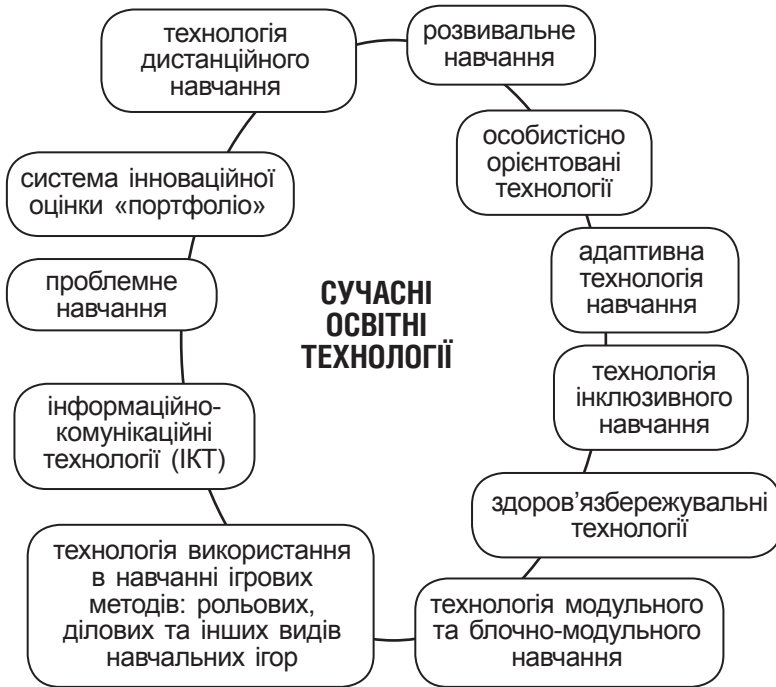 технологія
дистанційного
навчання
розвивальне
навчання
особистісно
орієнтовані
технології
система інноваційної
оцінки «портфоліо»
адаптивна
технологія
навчання
проблемне
навчання
СУЧАСНІ
ОСВІТНІ
ТЕХНОЛОГІЇ
технологія
інклюзивного
навчання
інформаційно-
комунікаційні
технології (ІКТ)
здоров’язбережувальні
технології
технологія використання
в навчанні ігрових
методів: рольових,
ділових та інших видів
навчальних ігор
технологія модульного
та блочно-модульного
навчання